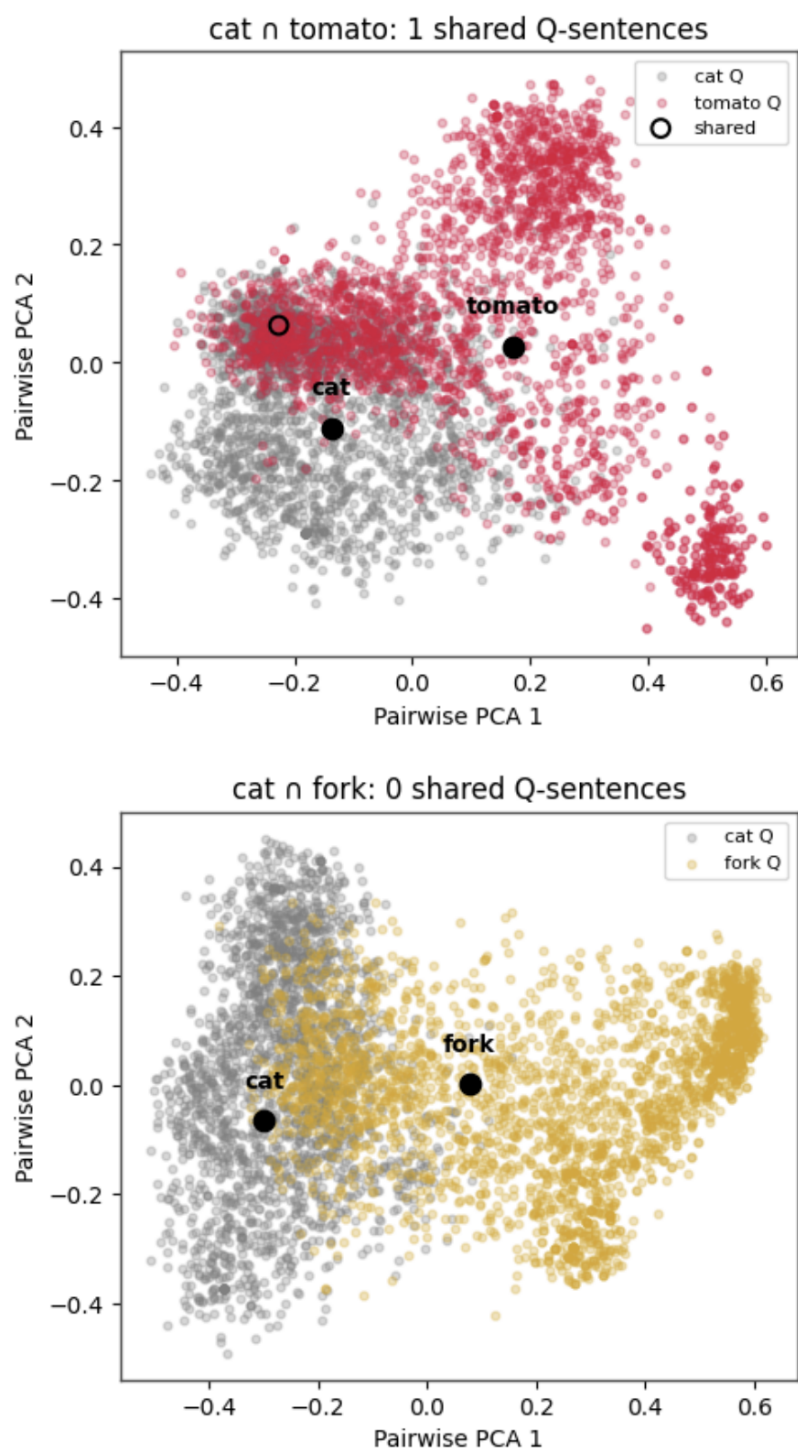 cat ∩ tomato: 1 shared Q-sentences
cat Q
tomato Q
shared
0.4
0.2
0.0
−0.2
−0.4
Pairwise PCA 2
tomato
cat
−0.4 −0.2 0.0 0.2 0.4 0.6
Pairwise PCA 1
cat ∩ fork: 0 shared Q-sentences
cat Q
fork Q
0.4
0.2
0.0
−0.2
−0.4
Pairwise PCA 2
fork
cat
−0.4 −0.2 0.0 0.2 0.4 0.6
Pairwise PCA 1